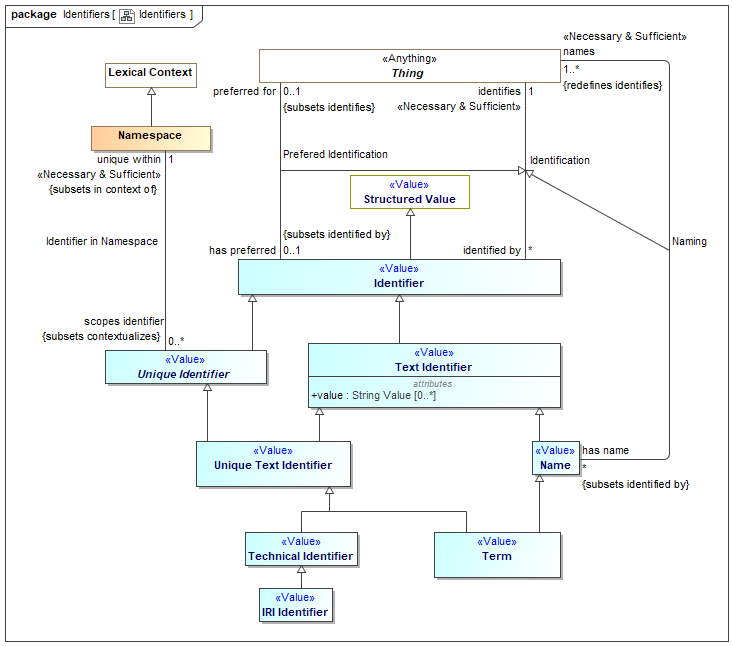 package Identifiers [ Identifiers ]
«Necessary & Sufficient»
names
1..*
{redefines identifies}
«Anything»
Thing
Lexical Context
preferred for 0..1
{subsets identifies}
identifies 1
«Necessary & Sufficient»
Namespace
unique within 1
«Necessary & Sufficient»
{subsets in context of}
Prefered Identification
Identification
«Value»
Structured Value
Identifier in Namespace
{subsets identified by}
has preferred 0..1
identified by *
Naming
«Value»
Identifier
scopes identifier
{subsets contextualizes} 0..*
«Value»
Unique Identifier
«Value»
Text Identifier
attributes
+value : String Value [0..*]
«Value»
Unique Text Identifier
«Value»
Name
has name
*
{subsets identified by}
«Value»
Technical Identifier
«Value»
Term
«Value»
IRI Identifier